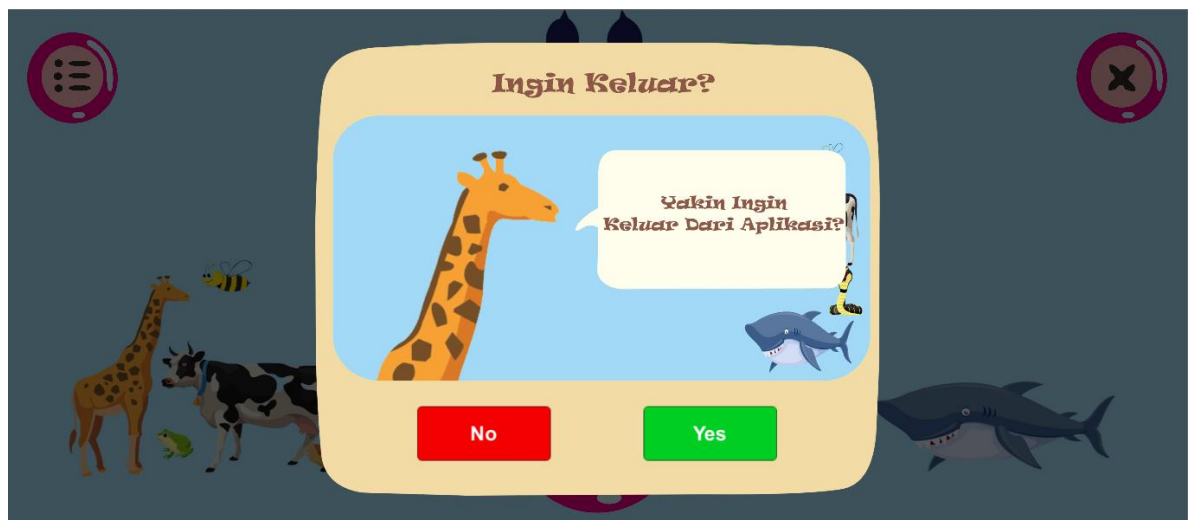 Ingin Keluar?
Yakin Ingin
Keluar Dari Aplikasi?
No
Yes